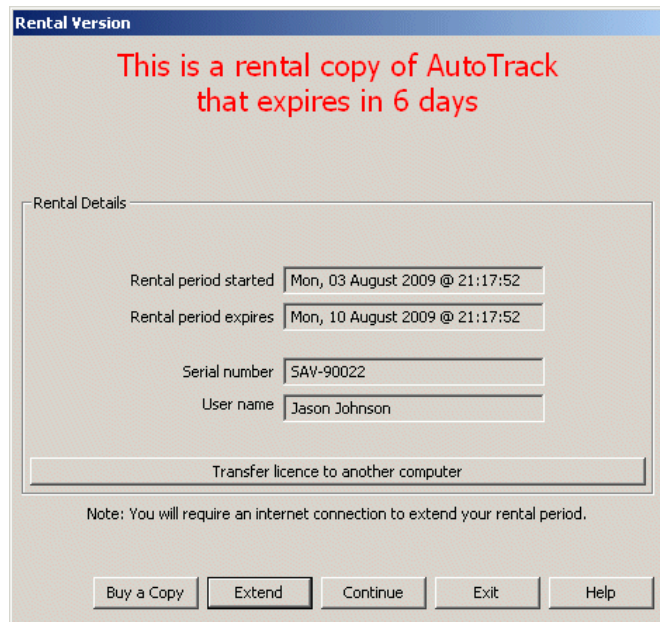 Rental Version
This is a rental copy of AutoTrack
that expires in 6 days
Rental Details
Rental period started Mon, 03 August 2009 @ 21:17:52
Rental period expires Mon, 10 August 2009 @ 21:17:52
Serial number SAV-90022
User name Jason Johnson
Transfer licence to another computer
Note: You will require an internet connection to extend your rental period.
Buy a Copy Extend Continue Exit Help